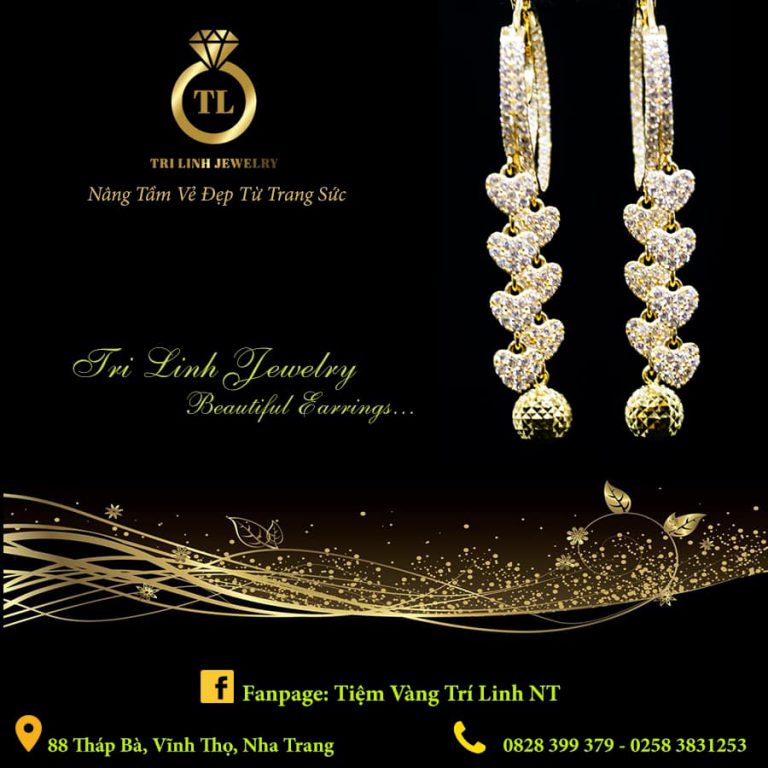 TL
TRI LINH JEWELRY
Nâng Tầm Vẻ Đẹp Từ Trang Sức
Tri Linh Jewelry
Beautiful Earrings...
f Fanpage: Tiệm Vàng Trí Linh NT
88 Tháp Bà, Vĩnh Thọ, Nha Trang
0828 399 379 - 0258 3831253